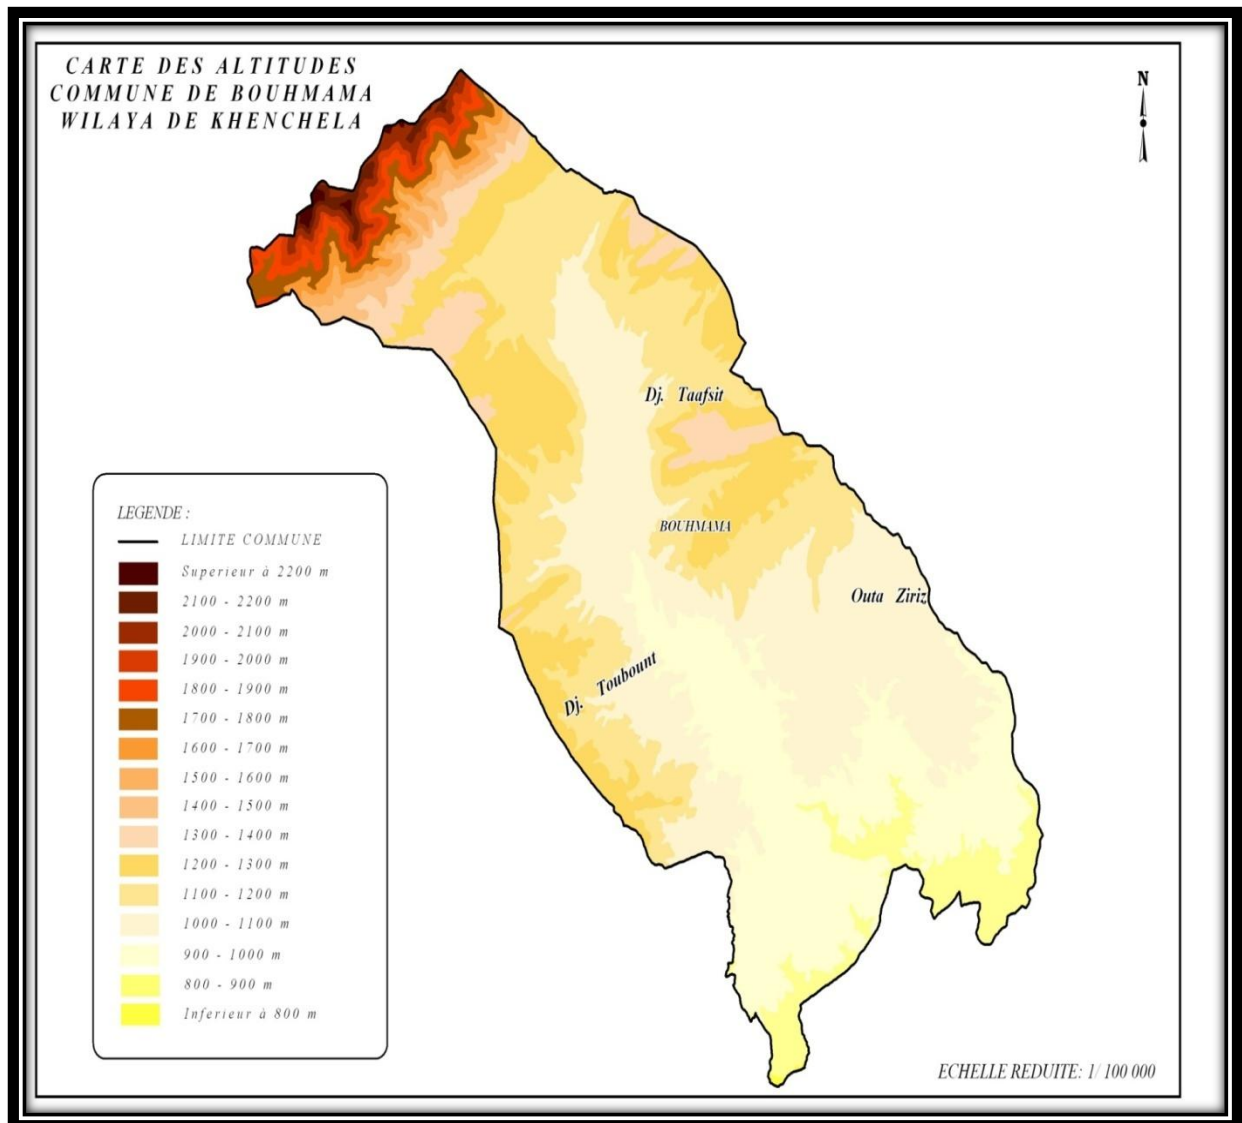 CARTE DES ALTITUDES
COMMUNE DE BOUHMAMA
WILAYA DE KHENCHELA
N
Dj. Taafsit
BOUHMAMA
Outa Ziriz
Dj. Toubount
LEGENDE :
LIMITE COMMUNE
Superieur à 2200 m
2100 - 2200 m
2000 - 2100 m
1900 - 2000 m
1800 - 1900 m
1700 - 1800 m
1600 - 1700 m
1500 - 1600 m
1400 - 1500 m
1300 - 1400 m
1200 - 1300 m
1100 - 1200 m
1000 - 1100 m
900 - 1000 m
800 - 900 m
Inferieur à 800 m
ECHELLE REDUITE: 1/ 100 000